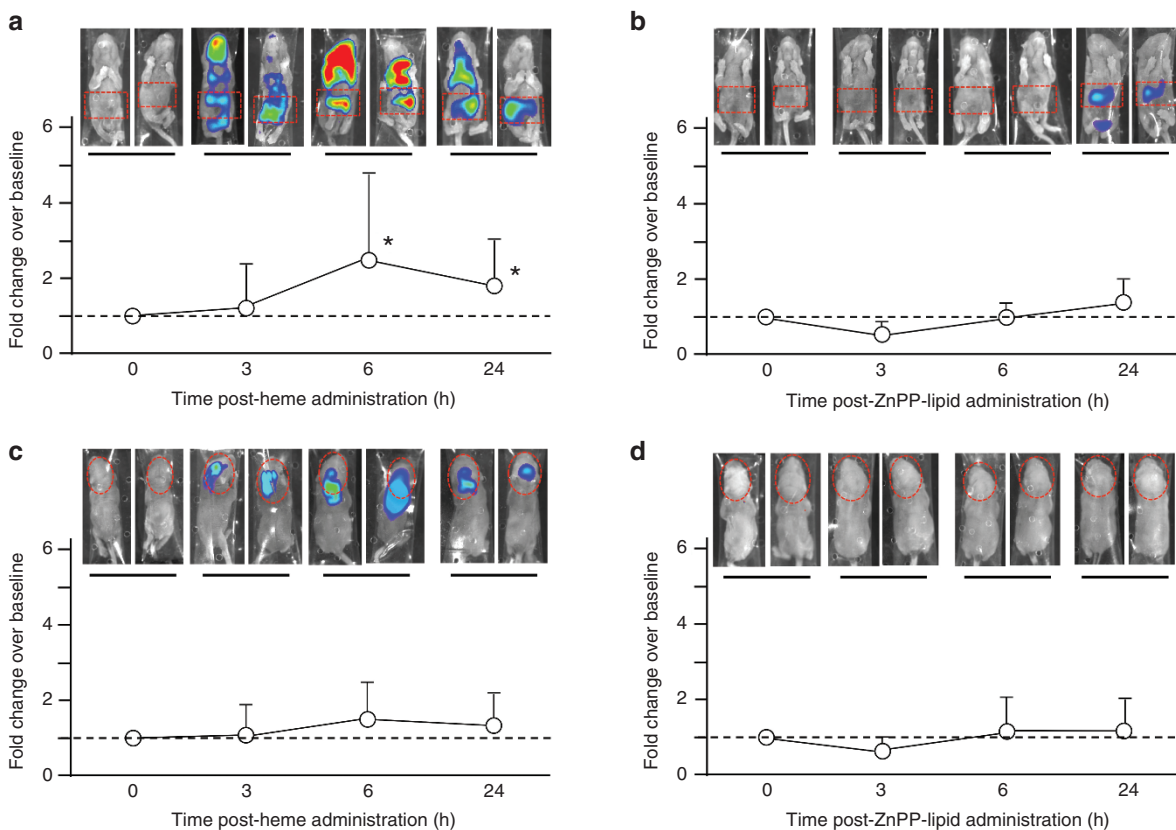 a
Fold change over baseline
6
4
2
0
*
*
0 3 6 24
Time post-heme administration (h)
b
Fold change over baseline
6
4
2
0
0 3 6 24
Time post-ZnPP-lipid administration (h)
c
Fold change over baseline
6
4
2
0
0 3 6 24
Time post-heme administration (h)
d
Fold change over baseline
6
4
2
0
0 3 6 24
Time post-ZnPP-lipid administration (h)